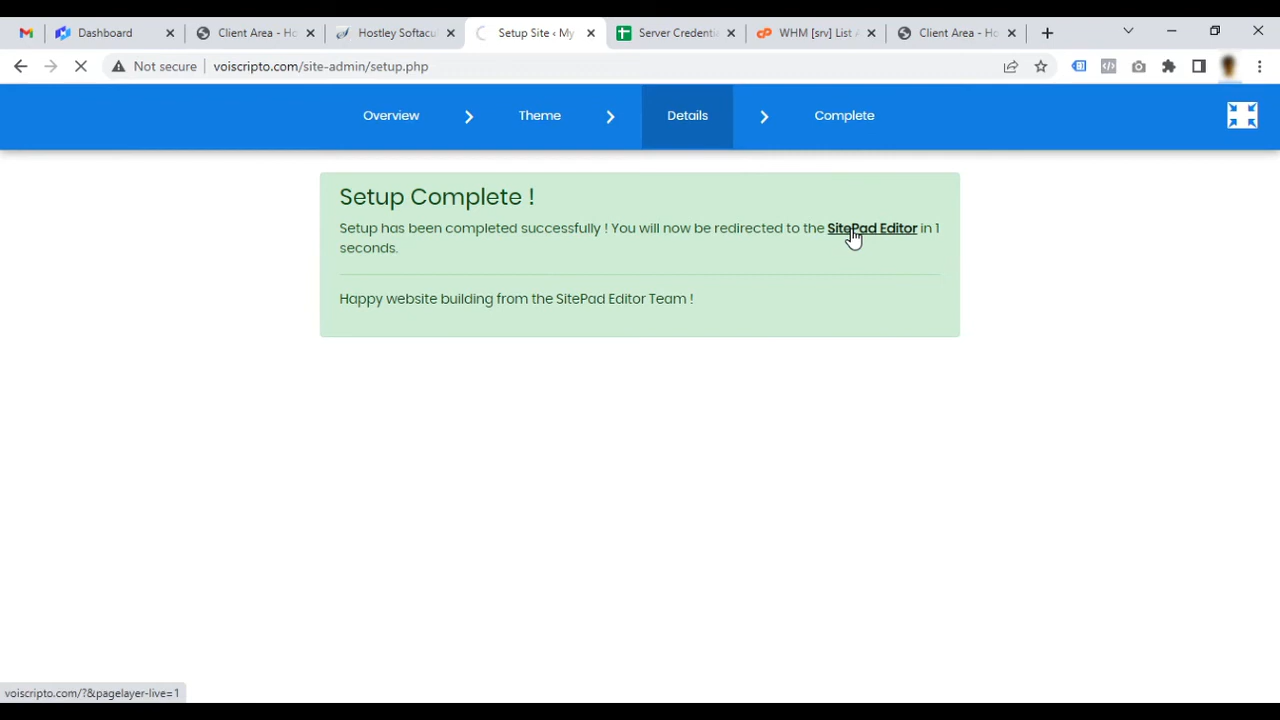 Dashboard
Client Area - Ho
Hostley Softacul
Setup Site ‹ My
Server Credentia
WHM [srv] List A
Client Area - Ho
Not secure
voiscripto.com/site-admin/setup.php
Overview
Theme
Details
Complete
Setup Complete !
Setup has been completed successfully ! You will now be redirected to the SitePad Editor in 1
seconds.
Happy website building from the SitePad Editor Team !
voiscripto.com/?&pagelayer-live=1